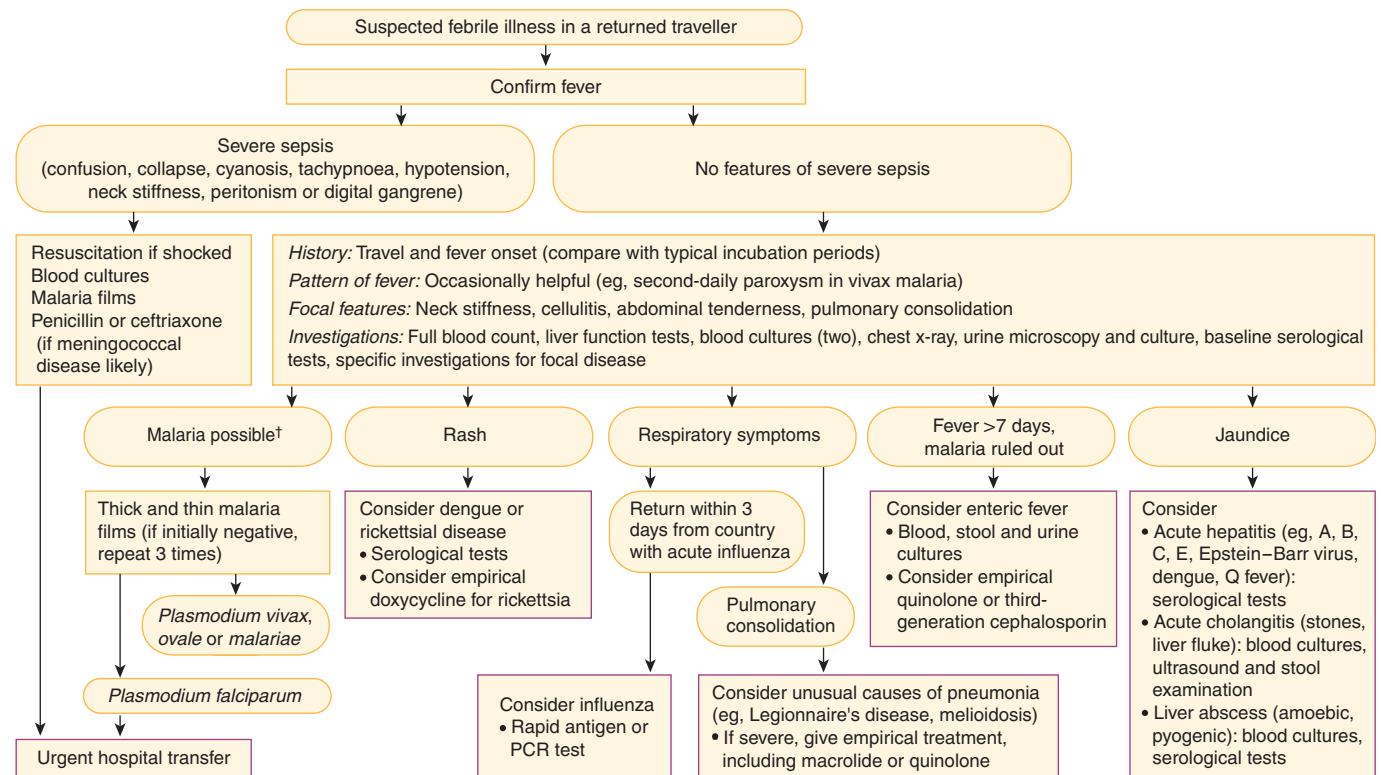 Suspected febrile illness in a returned traveller
Confirm fever
Severe sepsis
(confusion, collapse, cyanosis, tachypnoea, hypotension,
neck stiffness, peritonism or digital gangrene)
No features of severe sepsis
Resuscitation if shocked
Blood cultures
Malaria films
Penicillin or ceftriaxone
(if meningococcal
disease likely)
History: Travel and fever onset (compare with typical incubation periods)
Pattern of fever: Occasionally helpful (eg, second-daily paroxysm in vivax malaria)
Focal features: Neck stiffness, cellulitis, abdominal tenderness, pulmonary consolidation
Investigations: Full blood count, liver function tests, blood cultures (two), chest x-ray, urine microscopy and culture, baseline serological
tests, specific investigations for focal disease
Malaria possible†
Rash
Respiratory symptoms
Fever >7 days,
malaria ruled out
Jaundice
Thick and thin malaria
films (if initially negative,
repeat 3 times)
Plasmodium vivax,
ovale or malariae
Plasmodium falciparum
Urgent hospital transfer
Consider dengue or
rickettsial disease
• Serological tests
• Consider empirical
doxycycline for rickettsia
Return within 3
days from country
with acute influenza
Pulmonary
consolidation
Consider influenza
• Rapid antigen or
PCR test
Consider unusual causes of pneumonia
(eg, Legionnaire's disease, melioidosis)
• If severe, give empirical treatment,
including macrolide or quinolone
Consider enteric fever
• Blood, stool and urine
cultures
• Consider empirical
quinolone or third-
generation cephalosporin
Consider
• Acute hepatitis (eg, A, B,
C, E, Epstein–Barr virus,
dengue, Q fever):
serological tests
• Acute cholangitis (stones,
liver fluke): blood cultures,
ultrasound and stool
examination
• Liver abscess (amoebic,
pyogenic): blood cultures,
serological tests